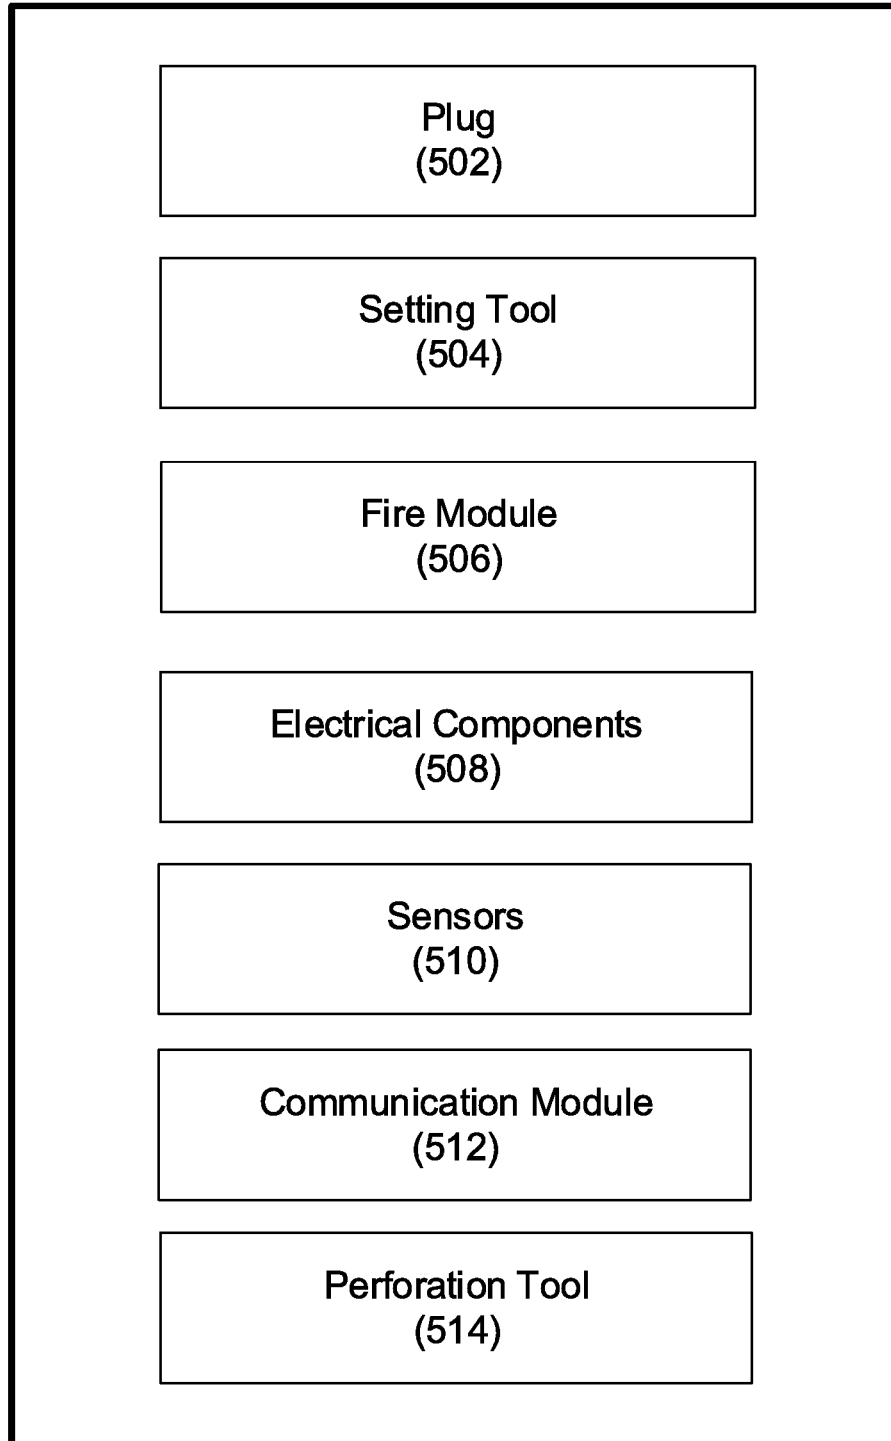 Plug
(502)
Setting Tool
(504)
Fire Module
(506)
Electrical Components
(508)
Sensors
(510)
Communication Module
(512)
Perforation Tool
(514)